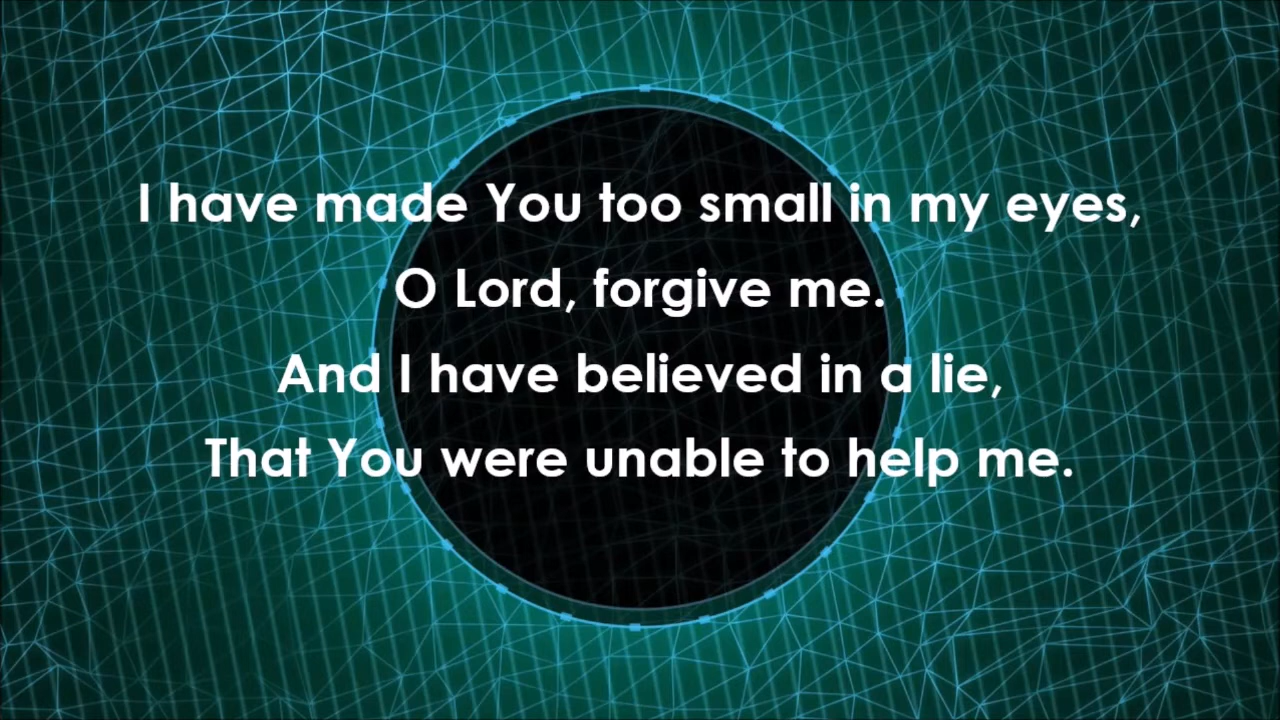 I have made You too small in my eyes,
O Lord, forgive me.
And I have believed in a lie,
That You were unable to help me.